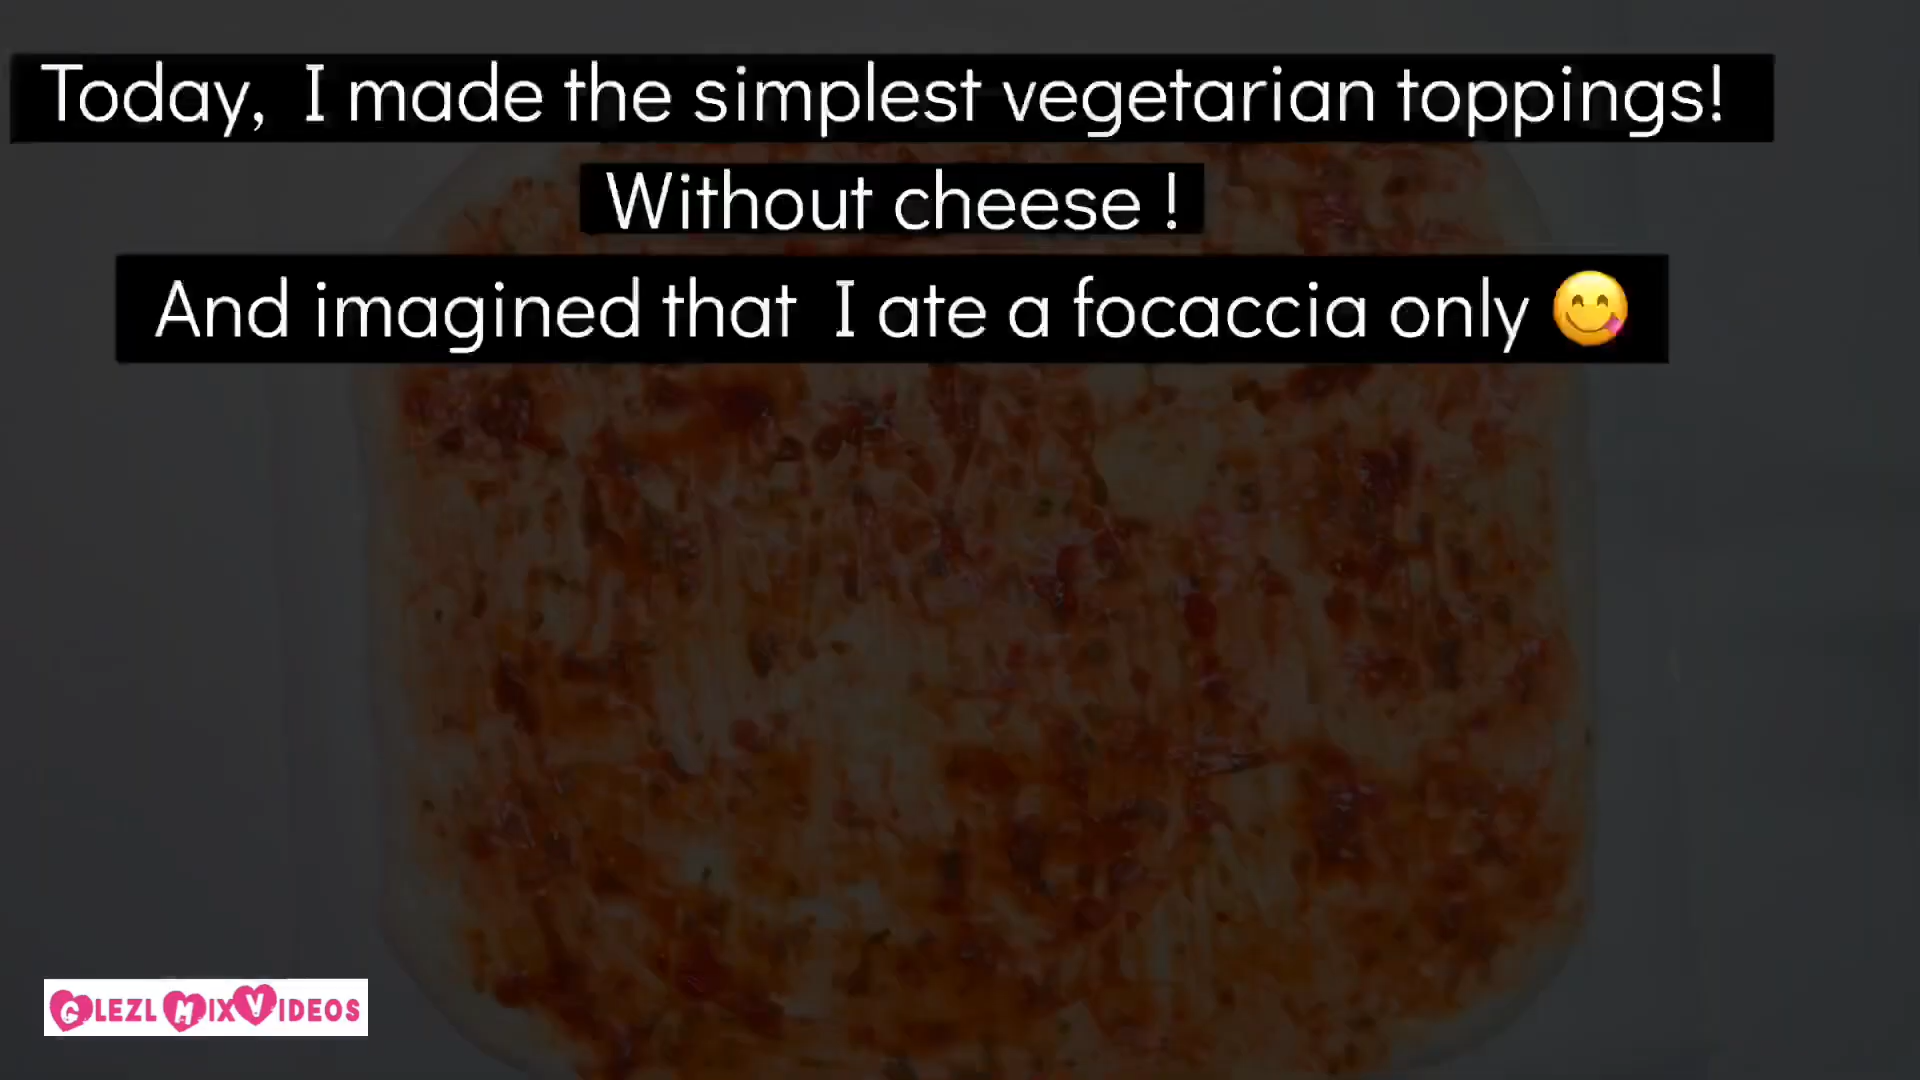 Today, I made the simplest vegetarian toppings!
Without cheese !
And imagined that I ate a focaccia only 😋
GLEZL MIX VIDEOS